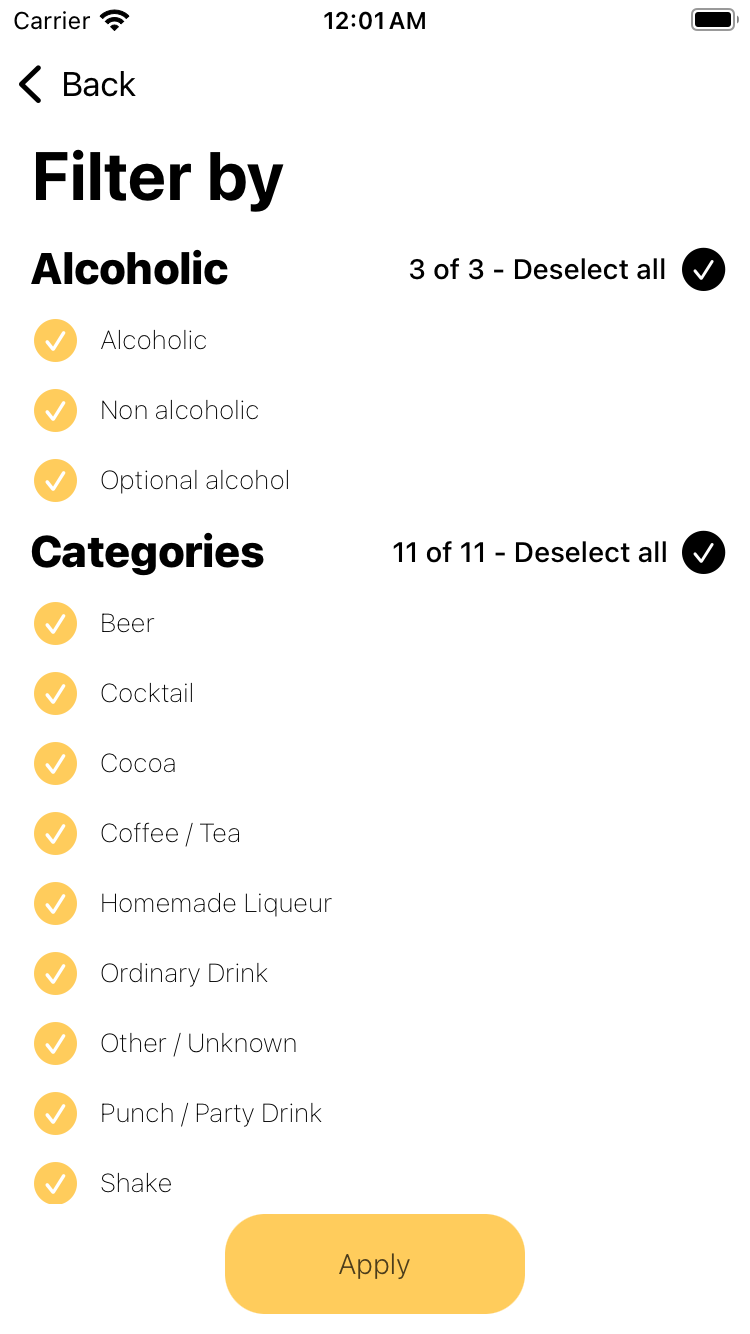 Carrier 12:01 AM
Back
Filter by
Alcoholic 3 of 3 - Deselect all
Alcoholic
Non alcoholic
Optional alcohol
Categories 11 of 11 - Deselect all
Beer
Cocktail
Cocoa
Coffee / Tea
Homemade Liqueur
Ordinary Drink
Other / Unknown
Punch / Party Drink
Shake
Apply